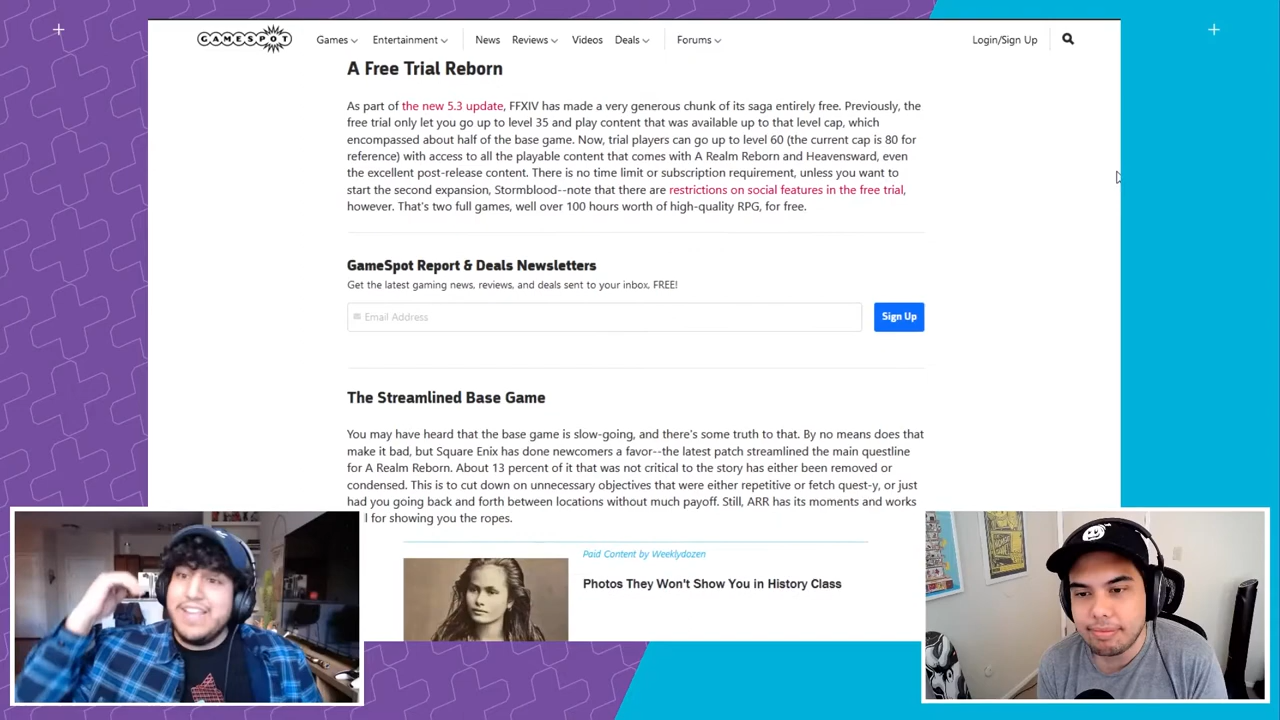 GAMESPOT
Games Entertainment News Reviews Videos Deals Forums Login/Sign Up
A Free Trial Reborn
As part of the new 5.3 update, FFXIV has made a very generous chunk of its saga entirely free. Previously, the
free trial only let you go up to level 35 and play content that was available up to that level cap, which
encompassed about half of the base game. Now, trial players can go up to level 60 (the current cap is 80 for
reference) with access to all the playable content that comes with A Realm Reborn and Heavensward, even
the excellent post-release content. There is no time limit or subscription requirement, unless you want to
start the second expansion, Stormblood--note that there are restrictions on social features in the free trial,
however. That's two full games, well over 100 hours worth of high-quality RPG, for free.
GameSpot Report & Deals Newsletters
Get the latest gaming news, reviews, and deals sent to your inbox, FREE!
Email Address
Sign Up
The Streamlined Base Game
You may have heard that the base game is slow-going, and there's some truth to that. By no means does that
make it bad, but Square Enix has done newcomers a favor--the latest patch streamlined the main questline
for A Realm Reborn. About 13 percent of it that was not critical to the story has either been removed or
condensed. This is to cut down on unnecessary objectives that were either repetitive or fetch quest-y, or just
had you going back and forth between locations without much payoff. Still, ARR has its moments and works
l for showing you the ropes.
Paid Content by Weeklydozen
Photos They Won't Show You in History Class